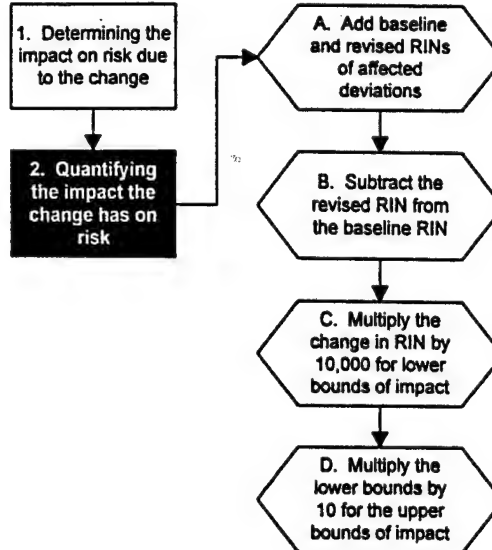 1. Determining the
impact on risk due
to the change
2. Quantifying
the impact the
change has on
risk
A. Add baseline
and revised RINs
of affected
deviations
B. Subtract the
revised RIN from
the baseline RIN
C. Multiply the
change in RIN by
10,000 for lower
bounds of impact
D. Multiply the
lower bounds by
10 for the upper
bounds of impact